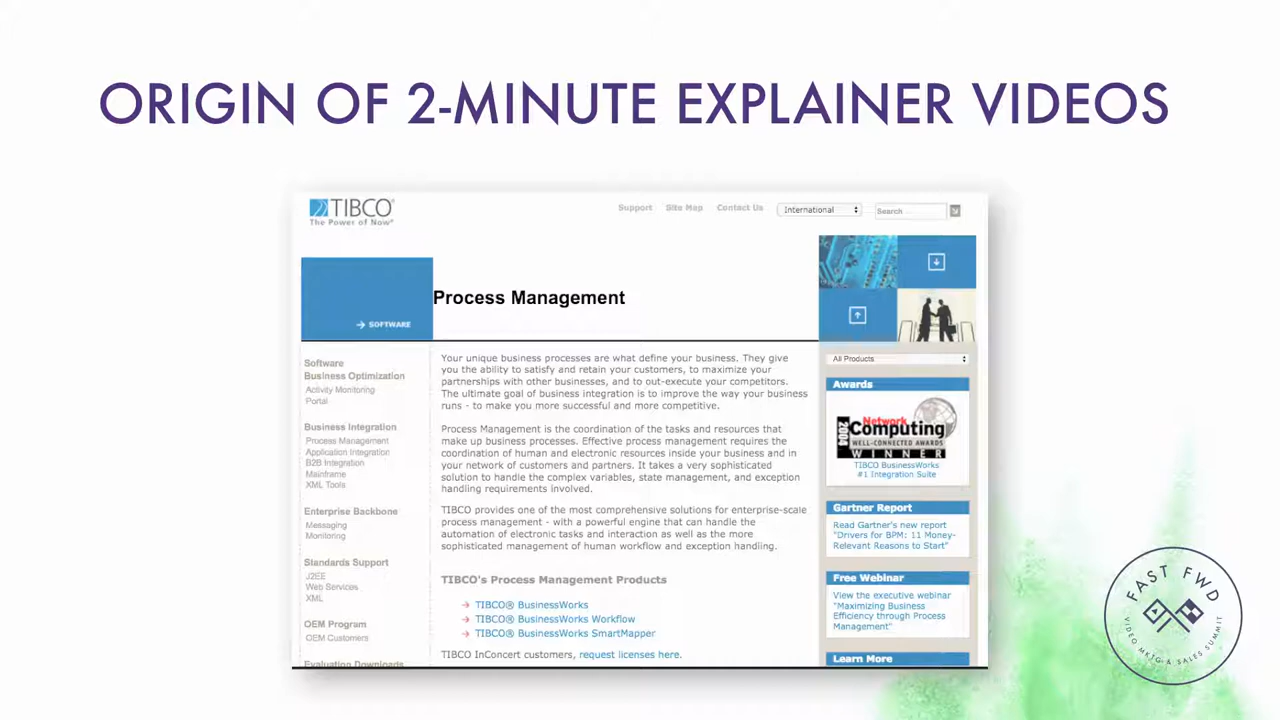 ORIGIN OF 2-MINUTE EXPLAINER VIDEOS
TIBCO®
The Power of Now®
Support Site Map Contact Us International Search
SOFTWARE
Process Management
Software
Business Optimization
Activity Monitoring
Portal
Business Integration
Process Management
Application Integration
B2B Integration
Mainframe
XML Tools
Enterprise Backbone
Messaging
Monitoring
Standards Support
J2EE
Web Services
XML
OEM Program
OEM Customers
Evaluation Downloads
Your unique business processes are what define your business. They give
you the ability to satisfy and retain your customers, to maximize your
partnerships with other businesses, and to out-execute your competitors.
The ultimate goal of business integration is to improve the way your business
runs - to make you more successful and more competitive.
Process Management is the coordination of the tasks and resources that
make up business processes. Effective process management requires the
coordination of human and electronic resources inside your business and in
your network of customers and partners. It takes a very sophisticated
solution to handle the complex variables, state management, and exception
handling requirements involved.
TIBCO provides one of the most comprehensive solutions for enterprise-scale
process management - with a powerful engine that can handle the
automation of electronic tasks and interaction as well as the more
sophisticated management of human workflow and exception handling.
TIBCO's Process Management Products
TIBCO® BusinessWorks
TIBCO® BusinessWorks Workflow
TIBCO® BusinessWorks SmartMapper
TIBCO InConcert customers, request licenses here.
All Products
Awards
Network
Computing
2004
WELL-CONNECTED AWARDS
WINNER
TIBCO BusinessWorks
#1 Integration Suite
Gartner Report
Read Gartner's new report
"Drivers for BPM: 11 Money-
Relevant Reasons to Start"
Free Webinar
View the executive webinar
"Maximizing Business
Efficiency through Process
Management"
Learn More
FAST FWD
VIDEO MKTG & SALES SUMMIT